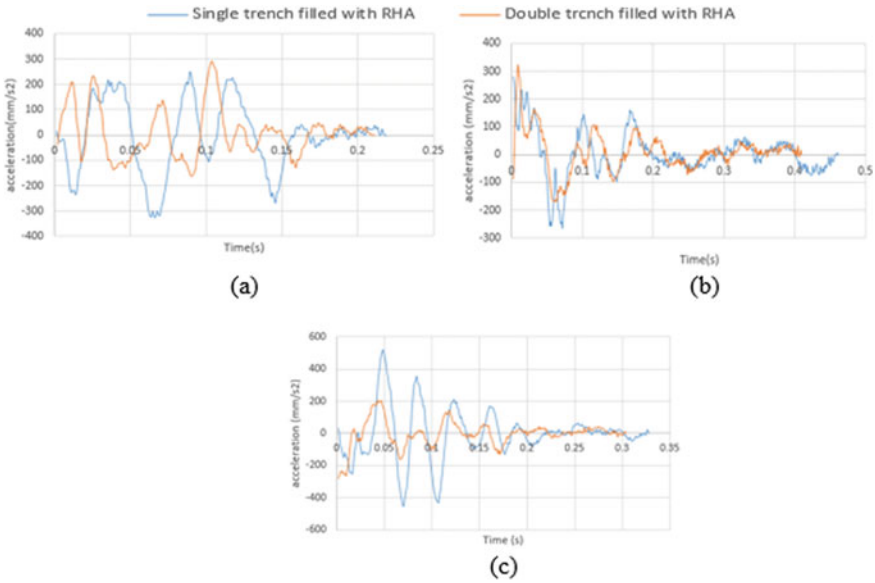 Single trench filled with RHA
Double trcnch filled with RHA
400
300
200
100
0
-100
-200
-300
-400
acceleration(mm/s2)
0 0.05 0.1 0.15 0.2 0.25
Time(s)
(a)
400
300
200
100
0
-100
-200
-300
acceleration (mm/s2)
0 0.1 0.2 0.3 0.4 0.5
Time(s)
(b)
600
400
200
0
-200
-400
-600
acceleration (mm/s2)
0 0.05 0.1 0.15 0.2 0.25 0.3 0.35
Time (s)
(c)